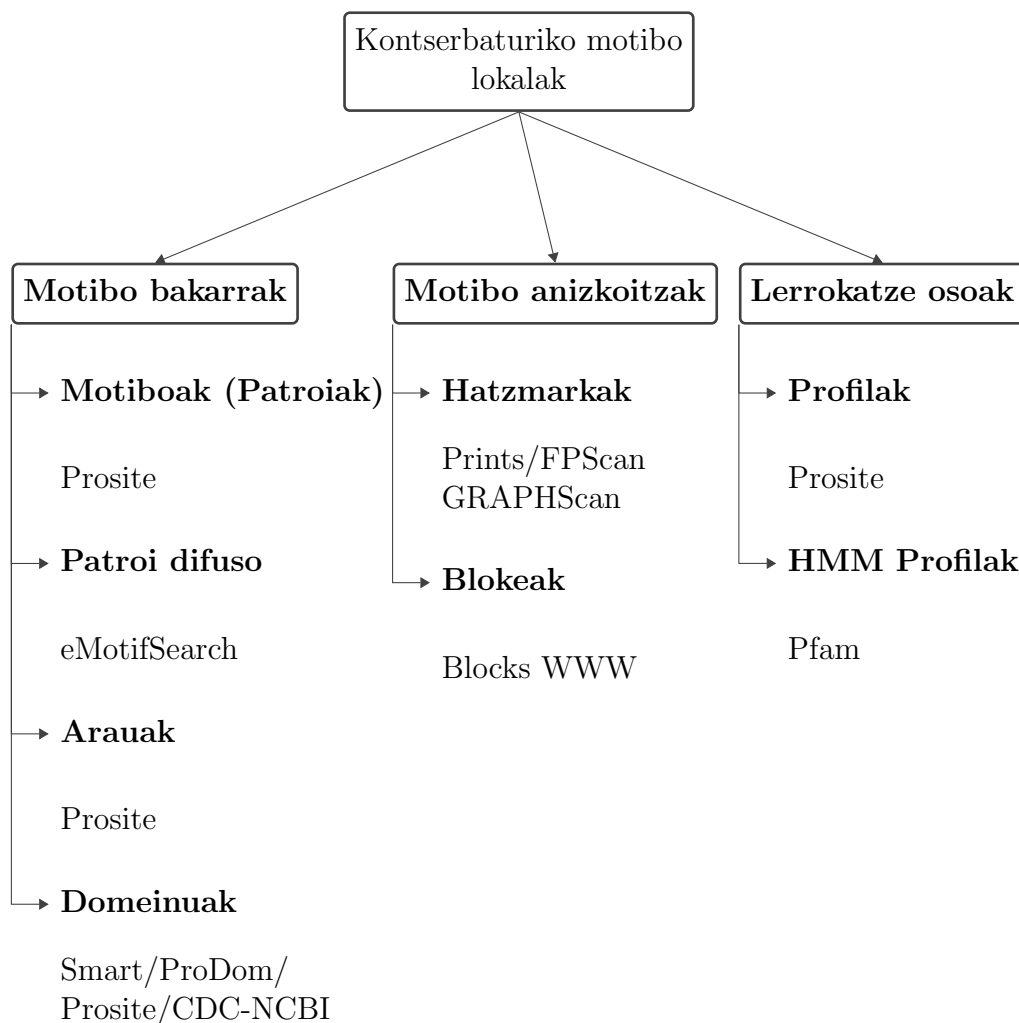 Kontserbaturiko motibo
lokalak
Motibo bakarrak
Motiboak (Patroiak)
Prosite
Patroi difuso
eMotifSearch
Arauak
Prosite
Domeinuak
Smart/ProDom/
Prosite/CDC-NCBI
Motibo anizkoitzak
Hatzmarkak
Prints/FPScan
GRAPHScan
Blokeak
Blocks WWW
Lerrokatze osoak
Profilak
Prosite
HMM Profilak
Pfam